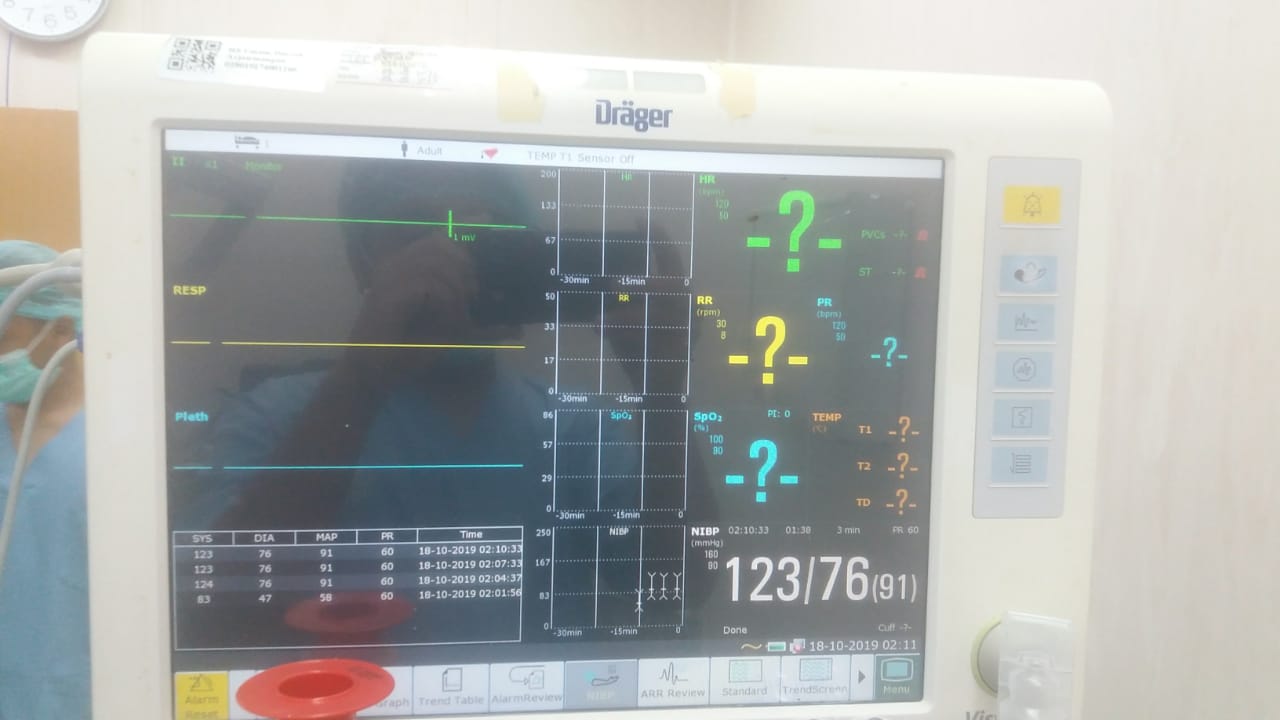 Dräger
1
Adult
TEMP T1 Sensor Off
II
x1
Monitor
1 mV
200
133
67
0
HR
-30min
-15min
0
HR
(bpm)
120
50
-?-
PVCs -?-
ST -?-
RESP
50
33
17
0
RR
-30min
-15min
0
RR
(rpm)
30
8
-?-
PR
(bpm)
120
50
-?-
Pleth
86
57
29
0
SpO₂
-30min
-15min
0
SpO₂
(%)
100
90
PI: 0
-?-
TEMP
(°C)
T1 -?-
T2 -?-
TD -?-
SYS DIA MAP PR Time
123 76 91 60 18-10-2019 02:10:33
123 76 91 60 18-10-2019 02:07:33
124 76 91 60 18-10-2019 02:04:37
83 47 58 60 18-10-2019 02:01:56
250
167
83
0
NIBP
-30min
-15min
0
NIBP 02:10:33 01:38 3 min PR 60
(mmHg)
160
90
123/76(91)
Done
Cuff -?-
18-10-2019 02:11
Alarm
Reset
Graph
Trend Table
AlarmReview
NIBP
ARR Review
Standard
TrendScreen
Menu